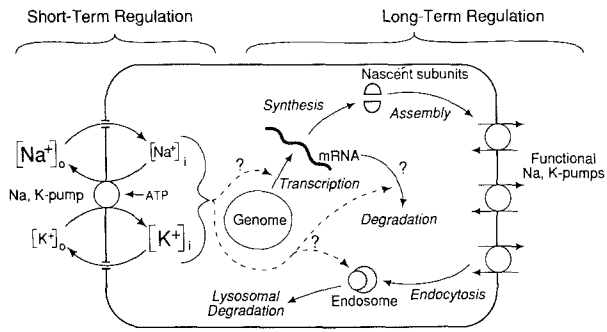 Short-Term Regulation
Long-Term Regulation
Nascent subunits
Synthesis
Assembly
[Na⁺]ₒ
[Na⁺]ᵢ
?
mRNA
?
Functional
Na, K-pumps
Na, K-pump
ATP
Transcription
Genome
Degradation
[K⁺]ₒ
[K⁺]ᵢ
?
Lysosomal
Degradation
Endosome
Endocytosis